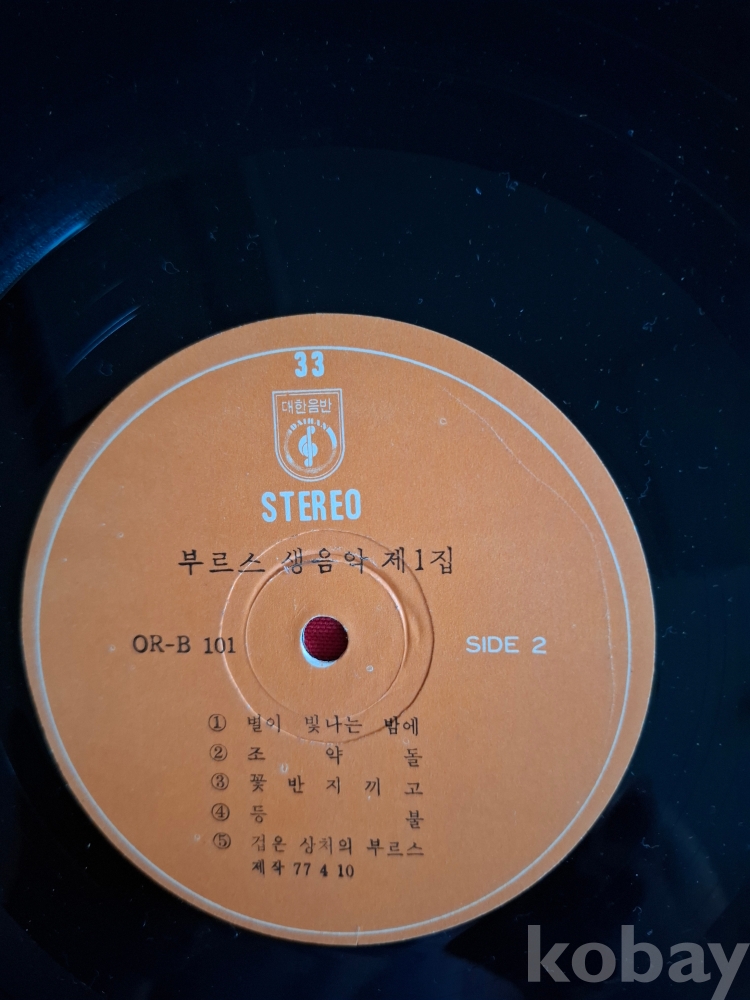 33
대한음반
DAIHAN
STEREO
부르스 생음악 제1집
OR-B 101
SIDE 2
① 별이 빛나는 밤에
② 조약돌
③ 꽃반지끼고
④ 등불
⑤ 검은 상처의 부르스
제작 77 4 10
kobay